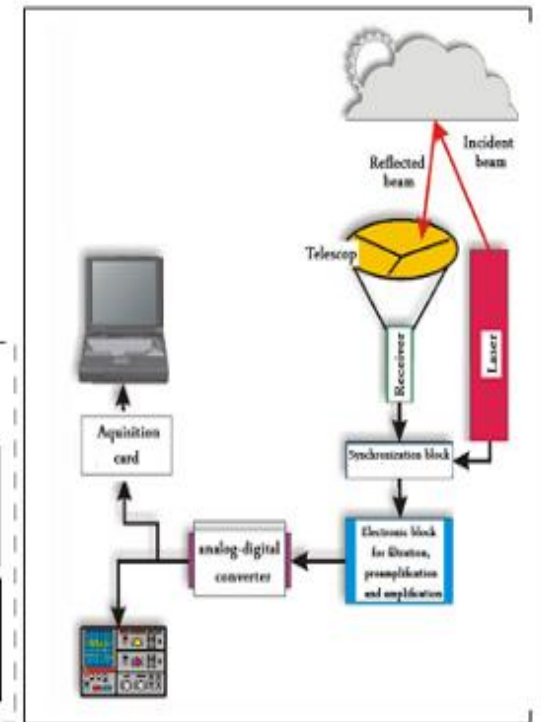 Incident
beam
Reflected
beam
Telescop
Laser
Receiver
Synchronization block
Electronic block
for filtration,
preamplification
and amplification
analog-digital
converter
Aquisition
card